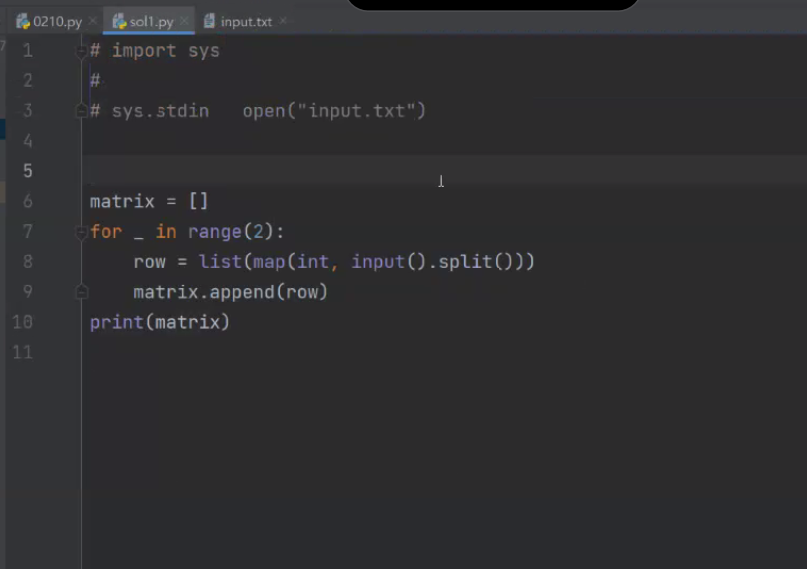 0210.py sol1.py input.txt
7
1 # import sys
2 #
3 # sys.stdin open("input.txt")
4
5
6 matrix = []
7 for _ in range(2):
8 row = list(map(int, input().split()))
9 matrix.append(row)
10 print(matrix)
11